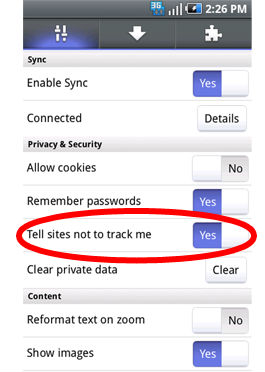 3G
2:26 PM
Sync
Enable Sync Yes
Connected Details
Privacy & Security
Allow cookies No
Remember passwords Yes
Tell sites not to track me Yes
Clear private data Clear
Content
Reformat text on zoom No
Show images Yes